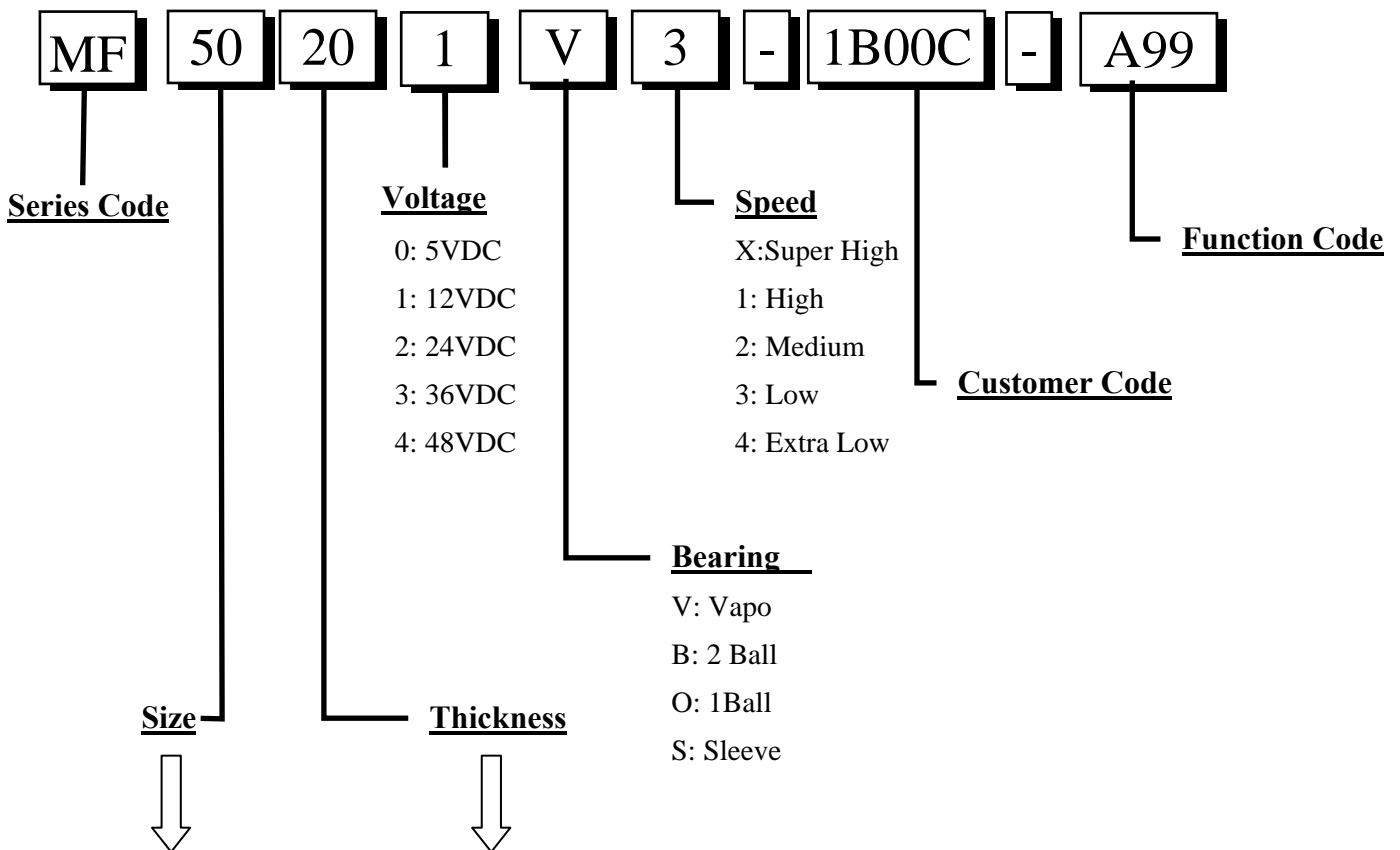 MF 50 20 1 V 3 - 1B00C - A99
Series Code
Voltage
0: 5VDC
1: 12VDC
2: 24VDC
3: 36VDC
4: 48VDC
Speed
X:Super High
1: High
2: Medium
3: Low
4: Extra Low
Function Code
Customer Code
Bearing
V: Vapo
B: 2 Ball
O: 1Ball
S: Sleeve
Size
Thickness